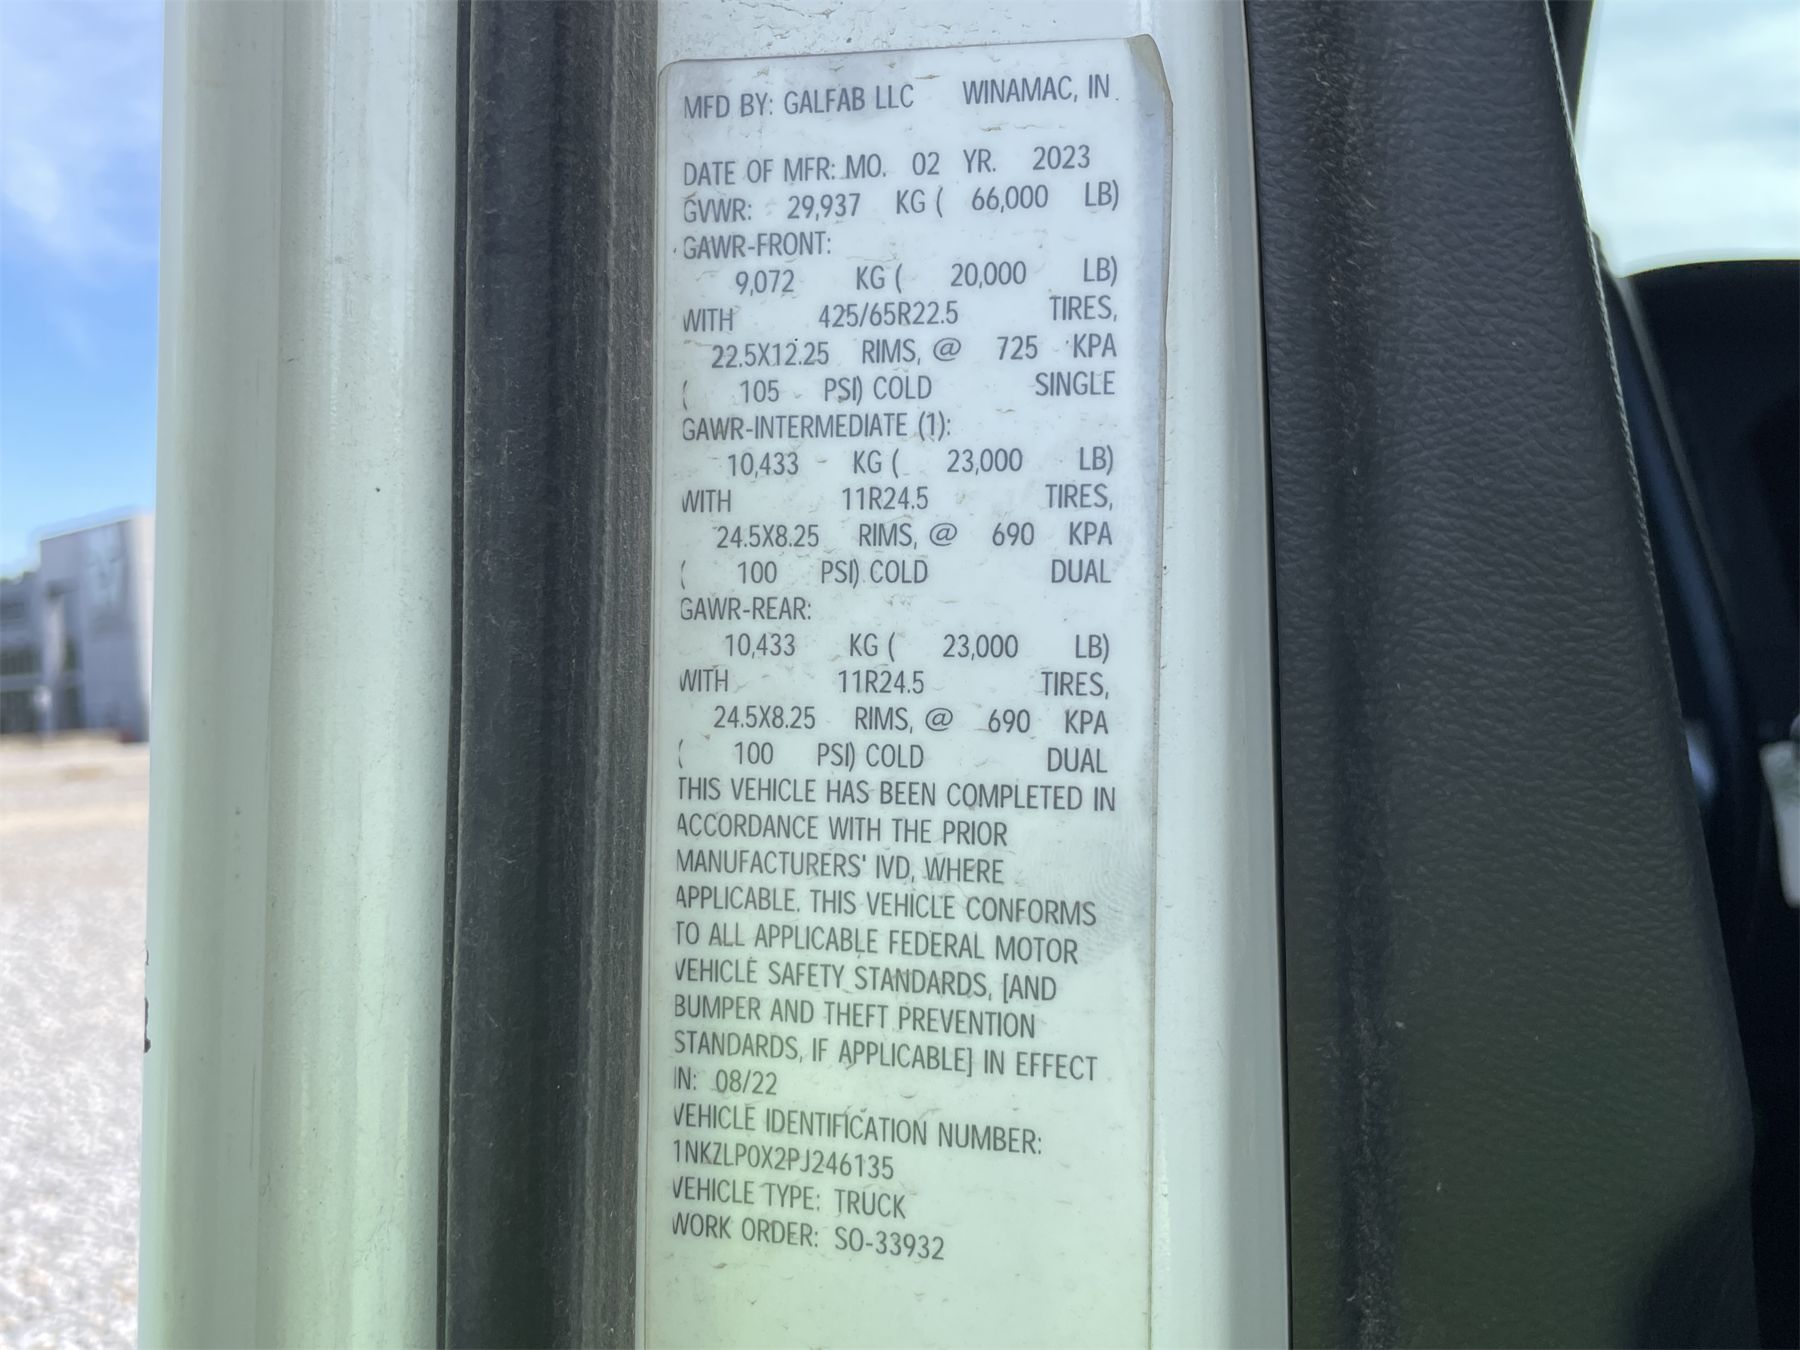 MFD BY: GALFAB LLC WINAMAC, IN.
DATE OF MFR: MO. 02 YR. 2023
GVWR: 29,937 KG ( 66,000 LB)
GAWR-FRONT:
9,072 KG ( 20,000 LB)
WITH 425/65R22.5 TIRES,
22.5X12.25 RIMS, @ 725 KPA
( 105 PSI) COLD SINGLE
GAWR-INTERMEDIATE (1):
10,433 KG ( 23,000 LB)
WITH 11R24.5 TIRES,
24.5X8.25 RIMS, @ 690 KPA
( 100 PSI) COLD DUAL
GAWR-REAR:
10,433 KG ( 23,000 LB)
WITH 11R24.5 TIRES,
24.5X8.25 RIMS, @ 690 KPA
( 100 PSI) COLD DUAL
THIS VEHICLE HAS BEEN COMPLETED IN
ACCORDANCE WITH THE PRIOR
MANUFACTURERS' IVD, WHERE
APPLICABLE. THIS VEHICLE CONFORMS
TO ALL APPLICABLE FEDERAL MOTOR
VEHICLE SAFETY STANDARDS, [AND
BUMPER AND THEFT PREVENTION
STANDARDS, IF APPLICABLE] IN EFFECT
IN: 08/22
VEHICLE IDENTIFICATION NUMBER:
1NKZLP0X2PJ246135
VEHICLE TYPE: TRUCK
WORK ORDER: SO-33932